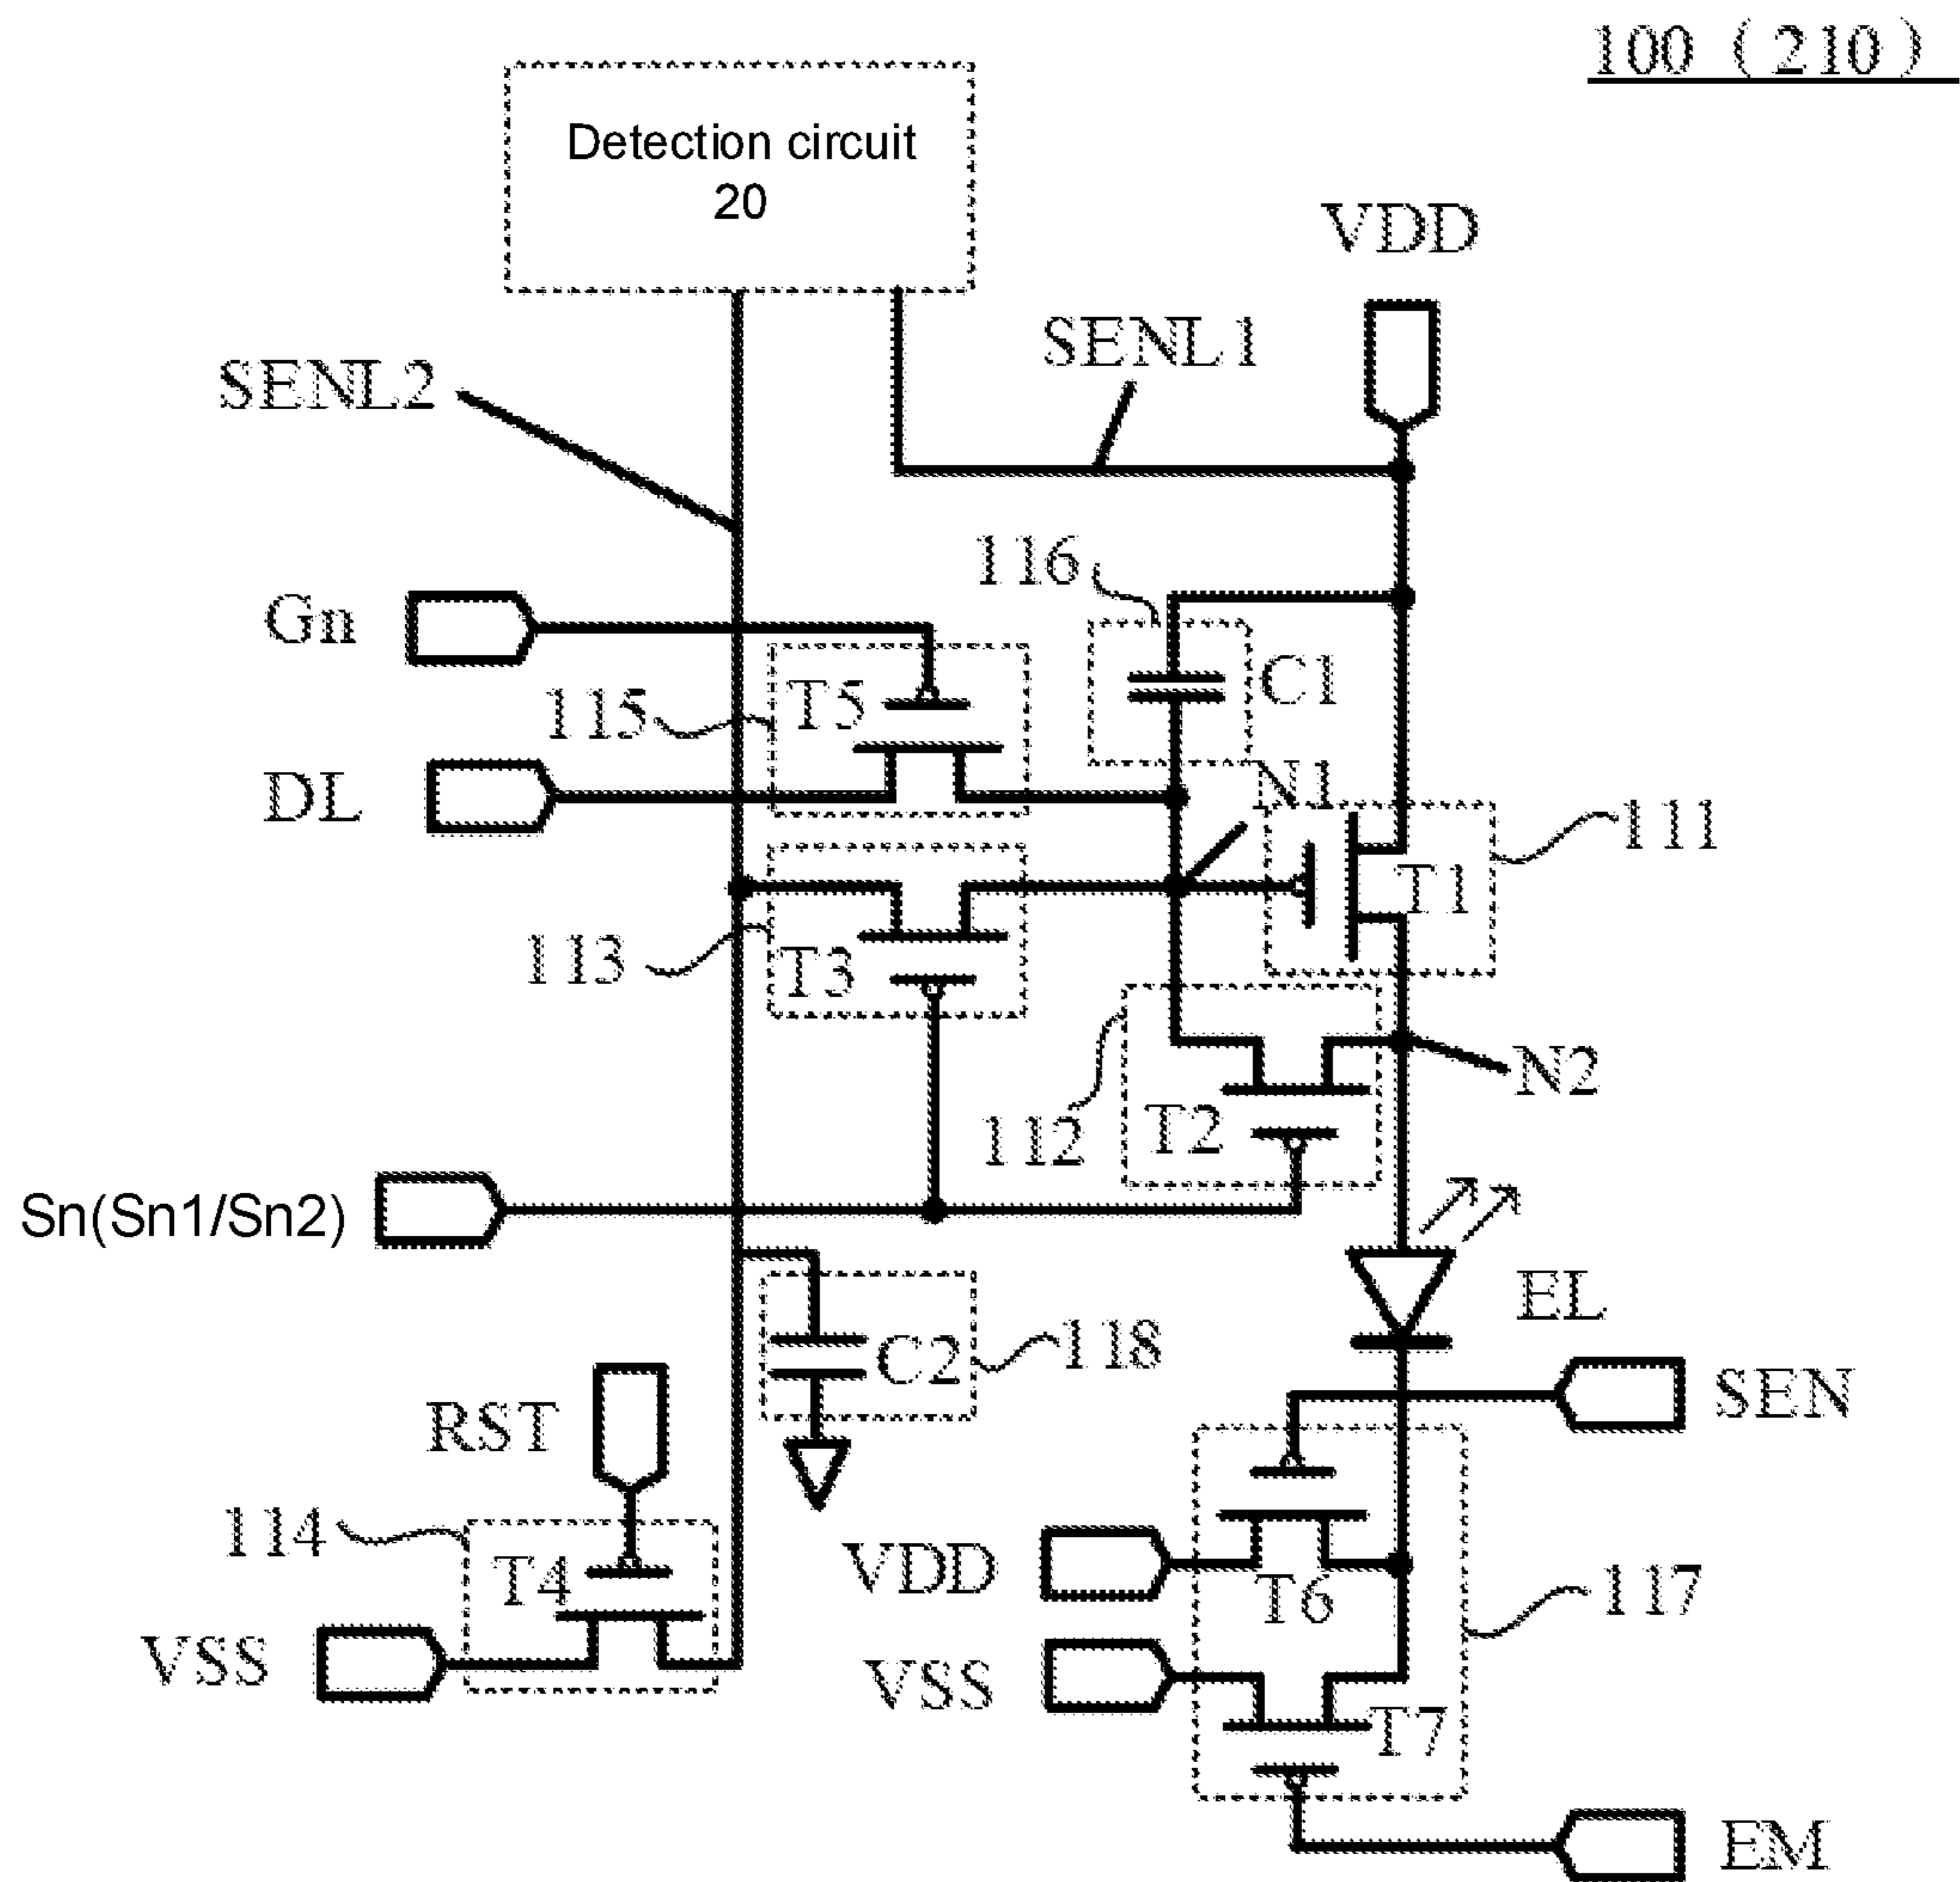 100 (210)
Detection circuit
20
VDD
SENL1
SENL2
116
Gn
C1
T5
115
N1
DL
111
T1
113
T3
N2
T2
112
Sn(Sn1/Sn2)
EL
118
C2
SEN
RST
114
T4
VDD
T6
117
VSS
VSS
T7
EM